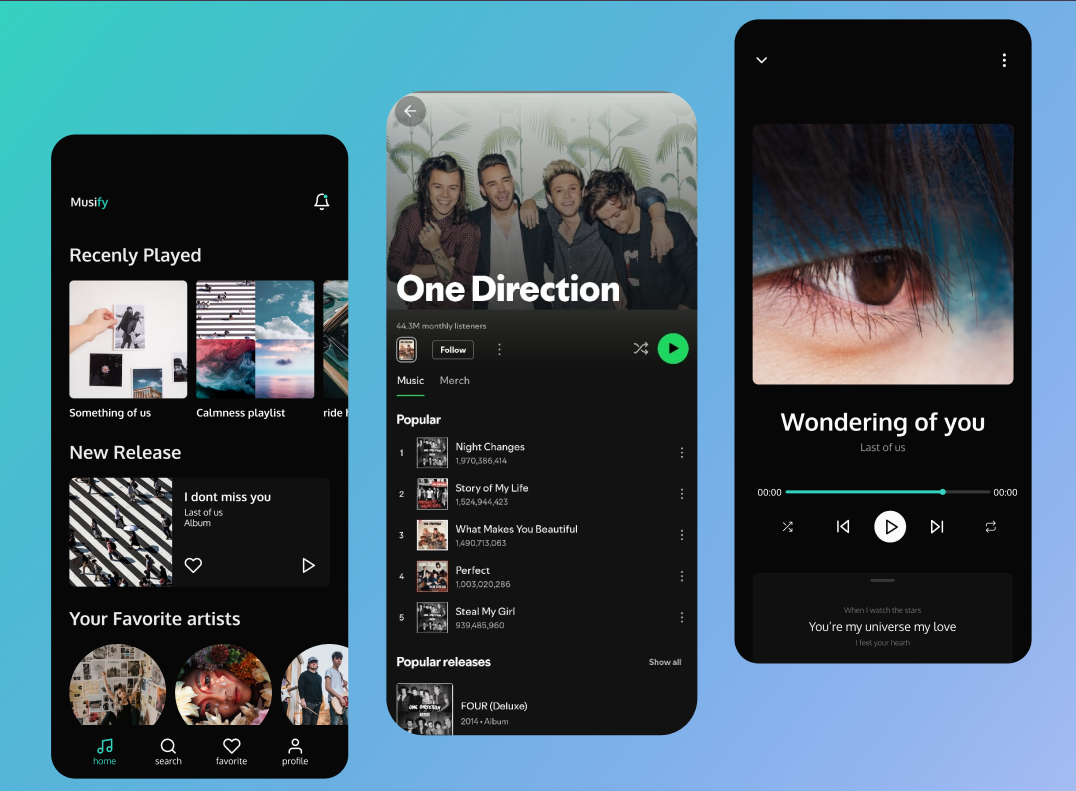 Musify
Recenly Played
Something of us
Calmness playlist
ride
New Release
I dont miss you
Last of us
Album
Your Favorite artists
home
search
favorite
profile
One Direction
44.3M monthly listeners
Follow
Music
Merch
Popular
1
Night Changes
1,970,386,414
2
Story of My Life
1,524,944,423
3
What Makes You Beautiful
1,490,713,063
4
Perfect
1,003,020,286
5
Steal My Girl
939,485,960
Popular releases
Show all
ONE DIRECTION
FOUR (Deluxe)
2014 • Album
Wondering of you
Last of us
00:00
00:00
When I watch the stars
You're my universe my love
I feel your hearh